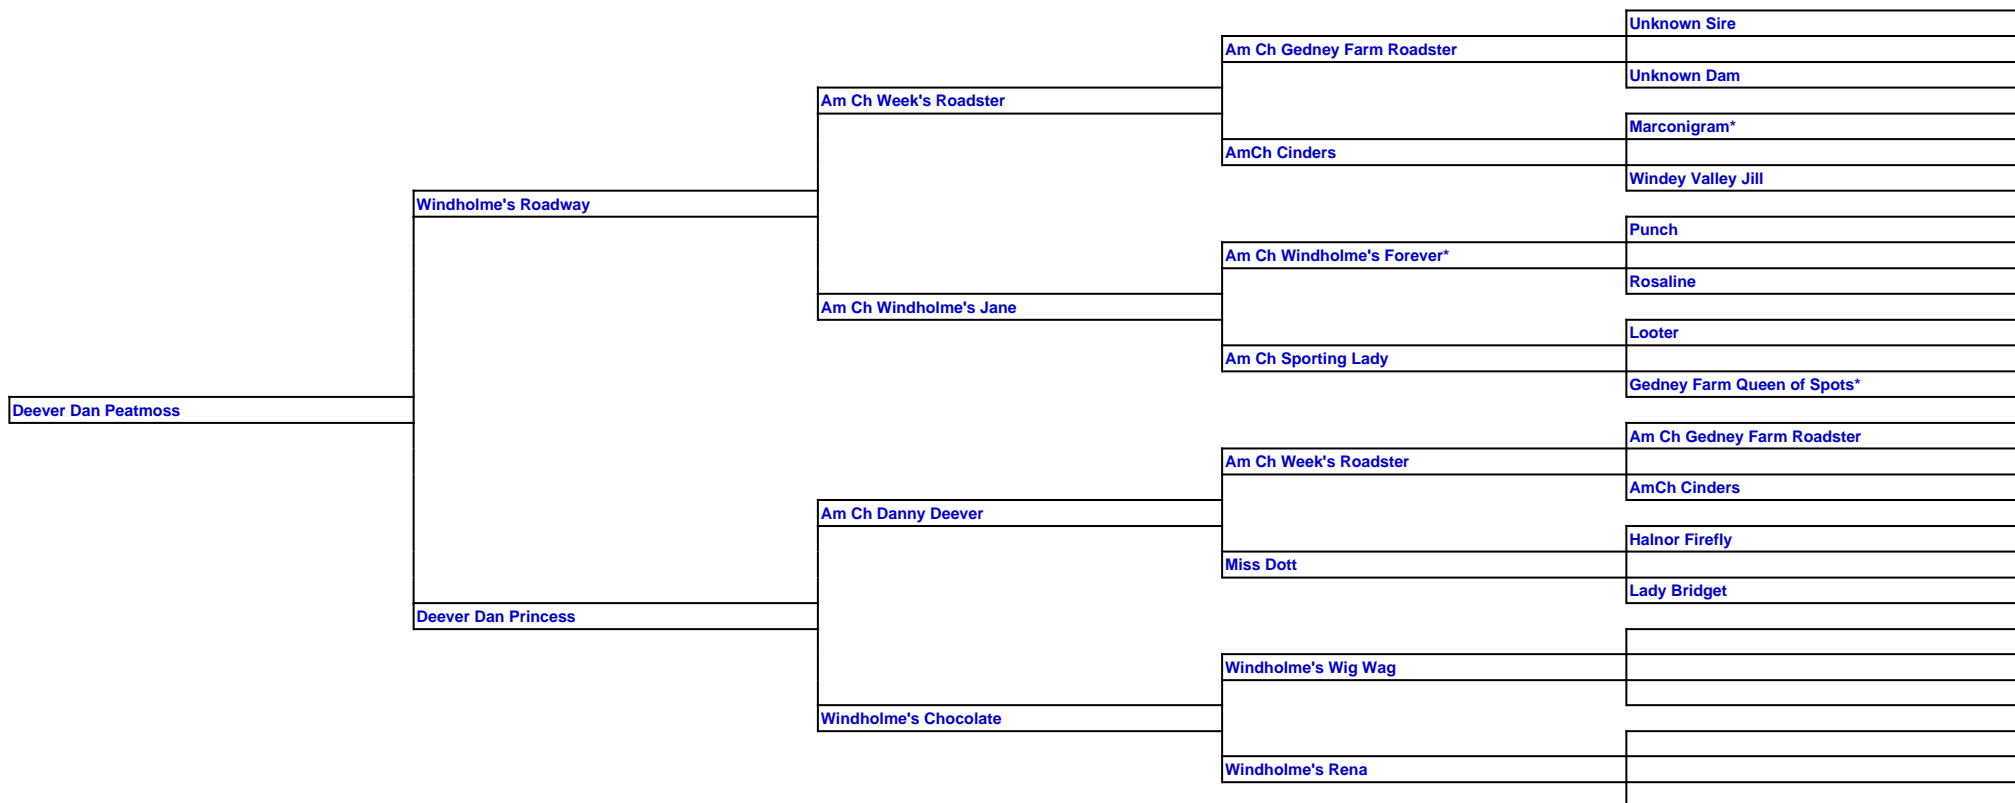 Unknown Sire
Am Ch Gedney Farm Roadster
Unknown Dam
Am Ch Week's Roadster
Marconigram*
AmCh Cinders
Windey Valley Jill
Windholme's Roadway
Punch
Am Ch Windholme's Forever*
Rosaline
Am Ch Windholme's Jane
Looter
Am Ch Sporting Lady
Gedney Farm Queen of Spots*
Deever Dan Peatmoss
Am Ch Gedney Farm Roadster
Am Ch Week's Roadster
AmCh Cinders
Am Ch Danny Deever
Halnor Firefly
Miss Dott
Lady Bridget
Deever Dan Princess
Windholme's Wig Wag
Windholme's Chocolate
Windholme's Rena